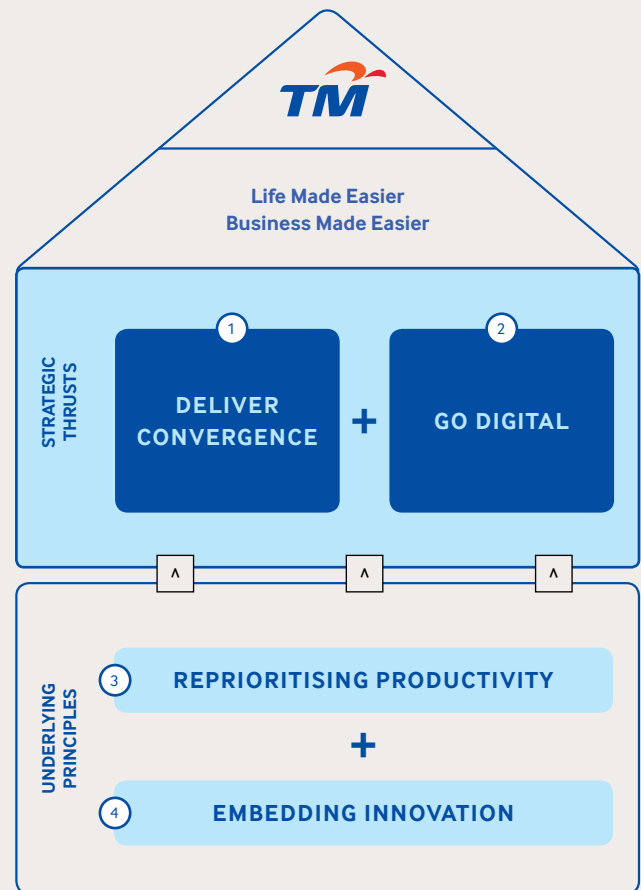 TM
Life Made Easier
Business Made Easier
STRATEGIC
THRUSTS
1
DELIVER
CONVERGENCE
+
2
GO DIGITAL
^
^
^
UNDERLYING
PRINCIPLES
3
REPRIORITISING PRODUCTIVITY
+
4
EMBEDDING INNOVATION